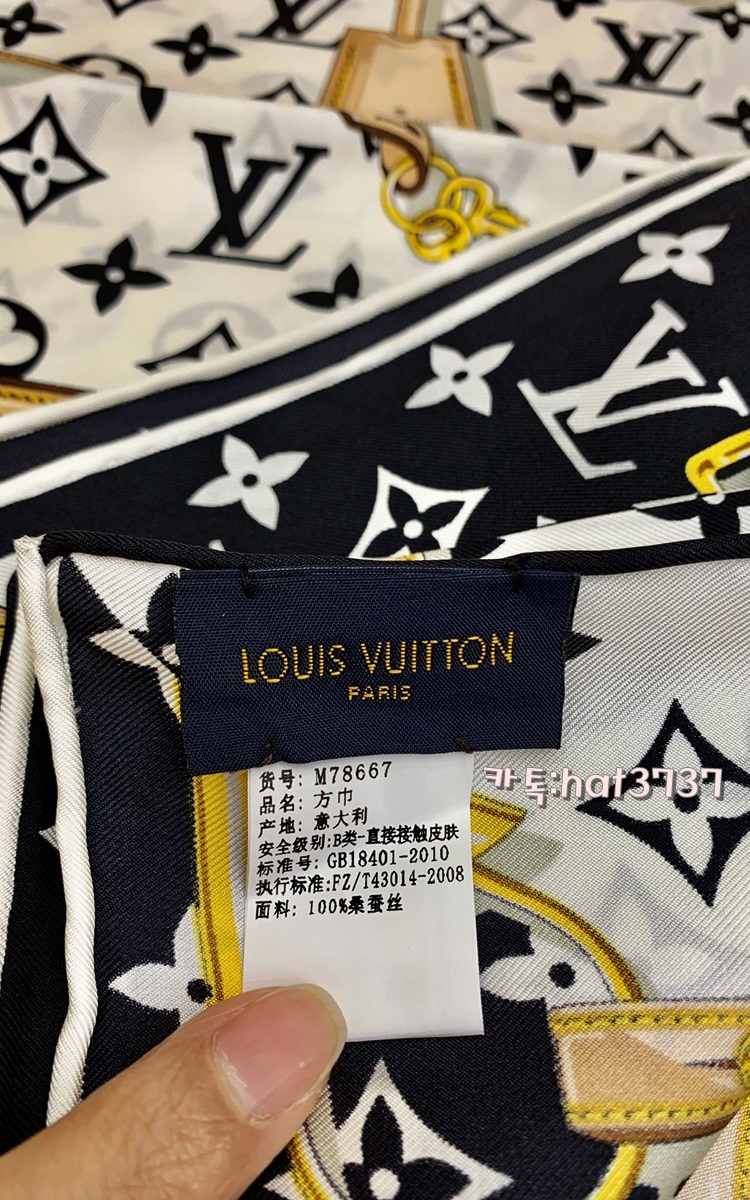 LOUIS VUITTON
PARIS
货号: M78667
品名: 方巾
产地: 意大利
安全级别:B类-直接接触皮肤
标准号: GB18401-2010
执行标准:FZ/T43014-2008
面料: 100%桑蚕丝
카톡:hat3737